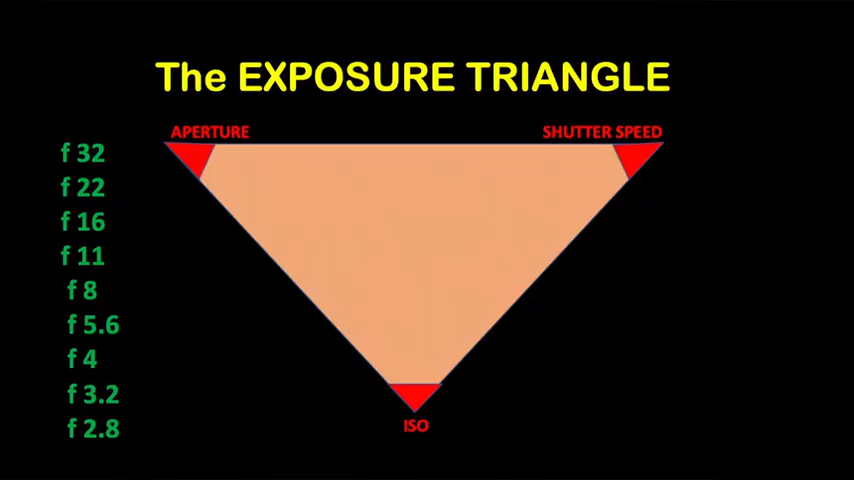 The EXPOSURE TRIANGLE
APERTURE
SHUTTER SPEED
f 32
f 22
f 16
f 11
f 8
f 5.6
f 4
f 3.2
f 2.8
ISO